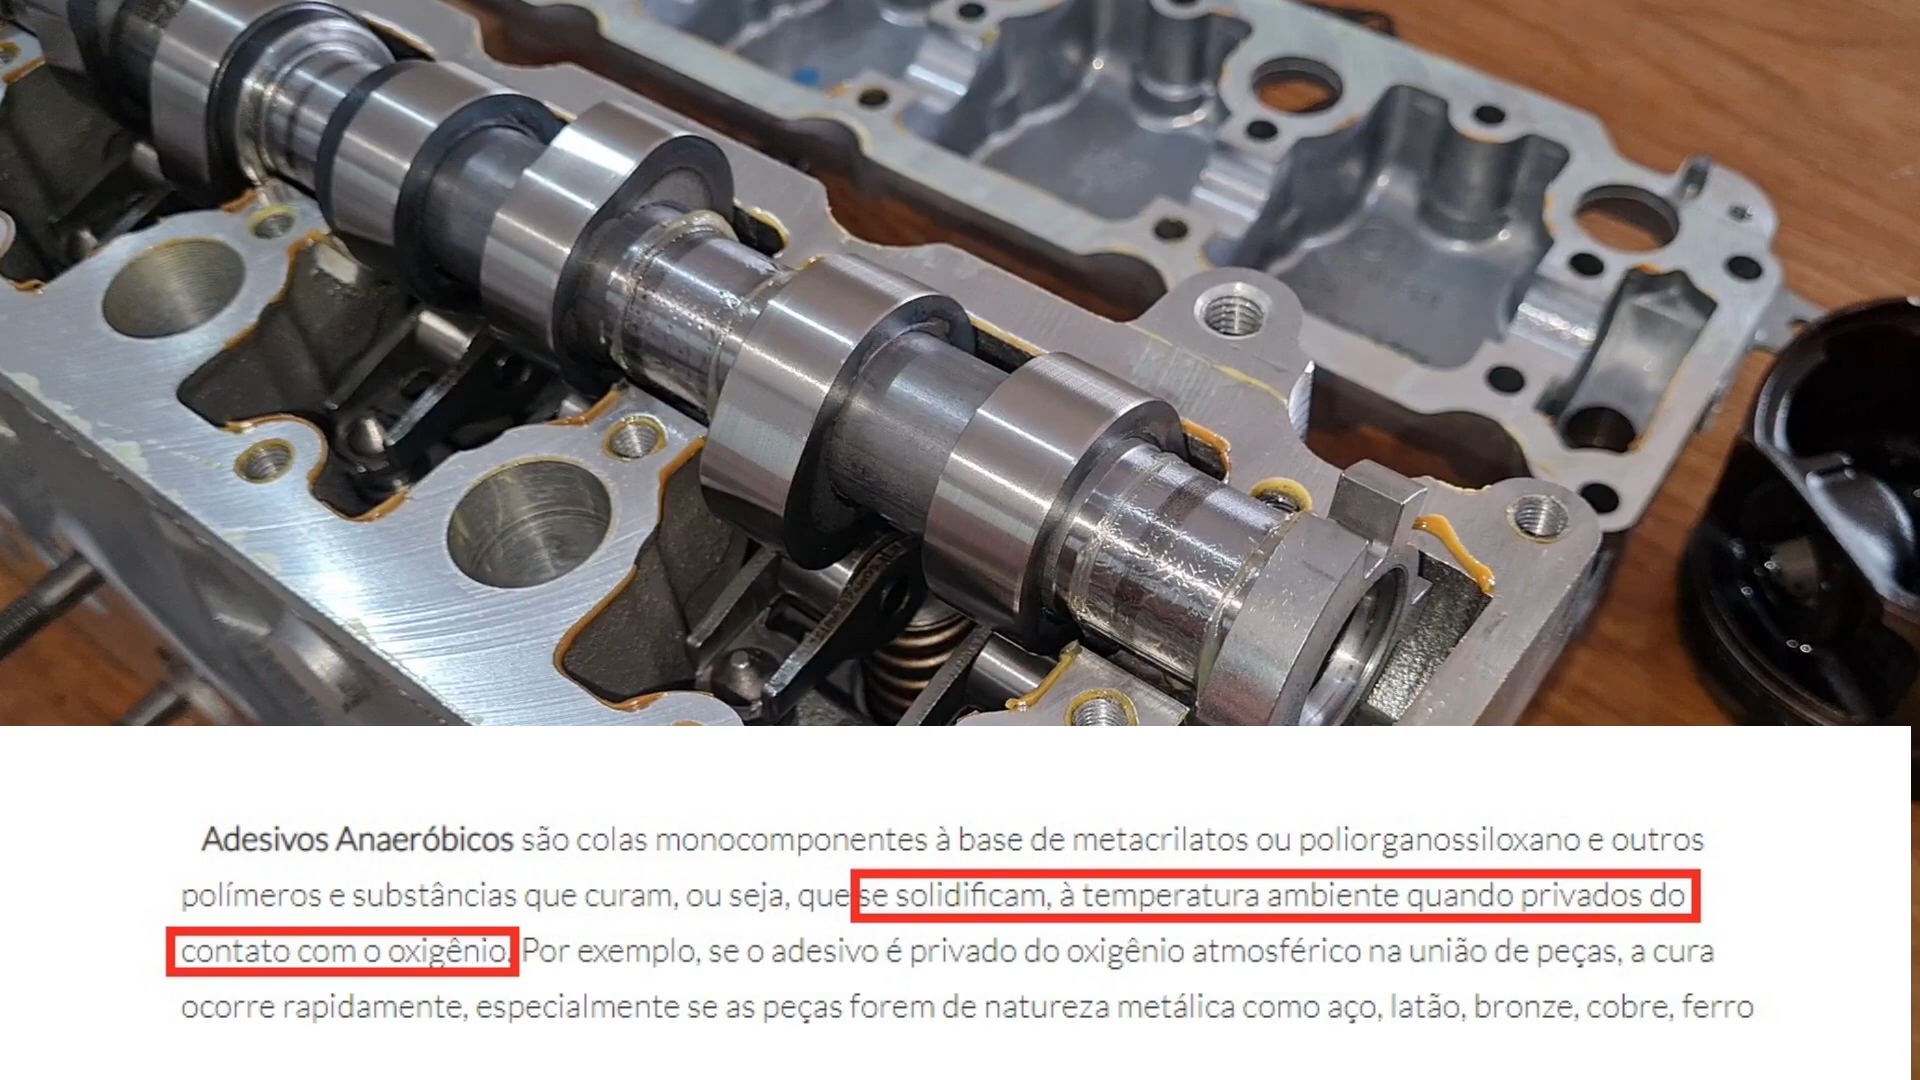 Adesivos Anaeróbicos são colas monocomponentes à base de metacrilatos ou poliorganossiloxano e outros
polímeros e substâncias que curam, ou seja, que se solidificam, à temperatura ambiente quando privados do
contato com o oxigênio. Por exemplo, se o adesivo é privado do oxigênio atmosférico na união de peças, a cura
ocorre rapidamente, especialmente se as peças forem de natureza metálica como aço, latão, bronze, cobre, ferro